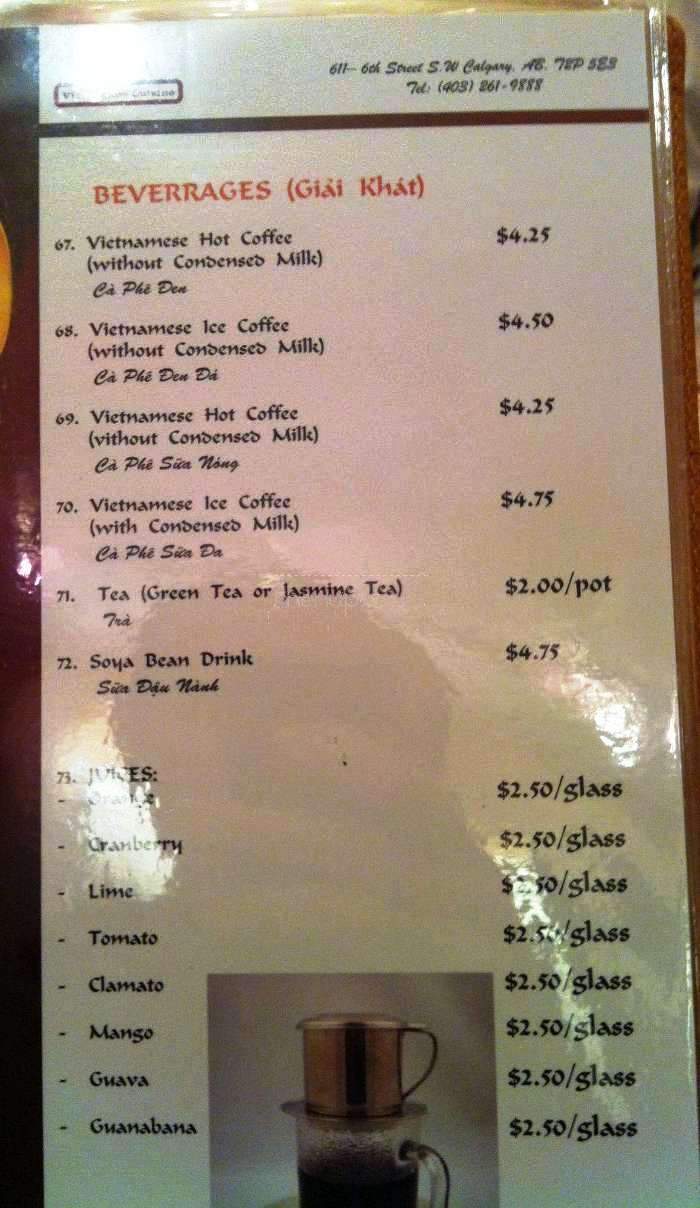 611- 6th Street S.W Calgary, AB. T2P 5E3
Tel: (403) 261-9888
Cuisine
BEVERRAGES (Giải Khát)
67. Vietnamese Hot Coffee $4.25
(without Condensed Milk)
Cà Phê Đen
68. Vietnamese Ice Coffee $4.50
(without Condensed Milk)
Cà Phê Đen Đá
69. Vietnamese Hot Coffee $4.25
(vithout Condensed Milk)
Cà Phê Sữa Nóng
70. Vietnamese Ice Coffee $4.75
(with Condensed Milk)
Cà Phê Sữa Đa
71. Tea (Green Tea or Jasmine Tea) $2.00/pot
Trà
72. Soya Bean Drink $4.75
Sữa Đậu Nành
73. JUICES:
- Orange $2.50/glass
- Cranberry $2.50/glass
- Lime $2.50/glass
- Tomato $2.50/glass
- Clamato $2.50/glass
- Mango $2.50/glass
- Guava $2.50/glass
- Guanabana $2.50/glass